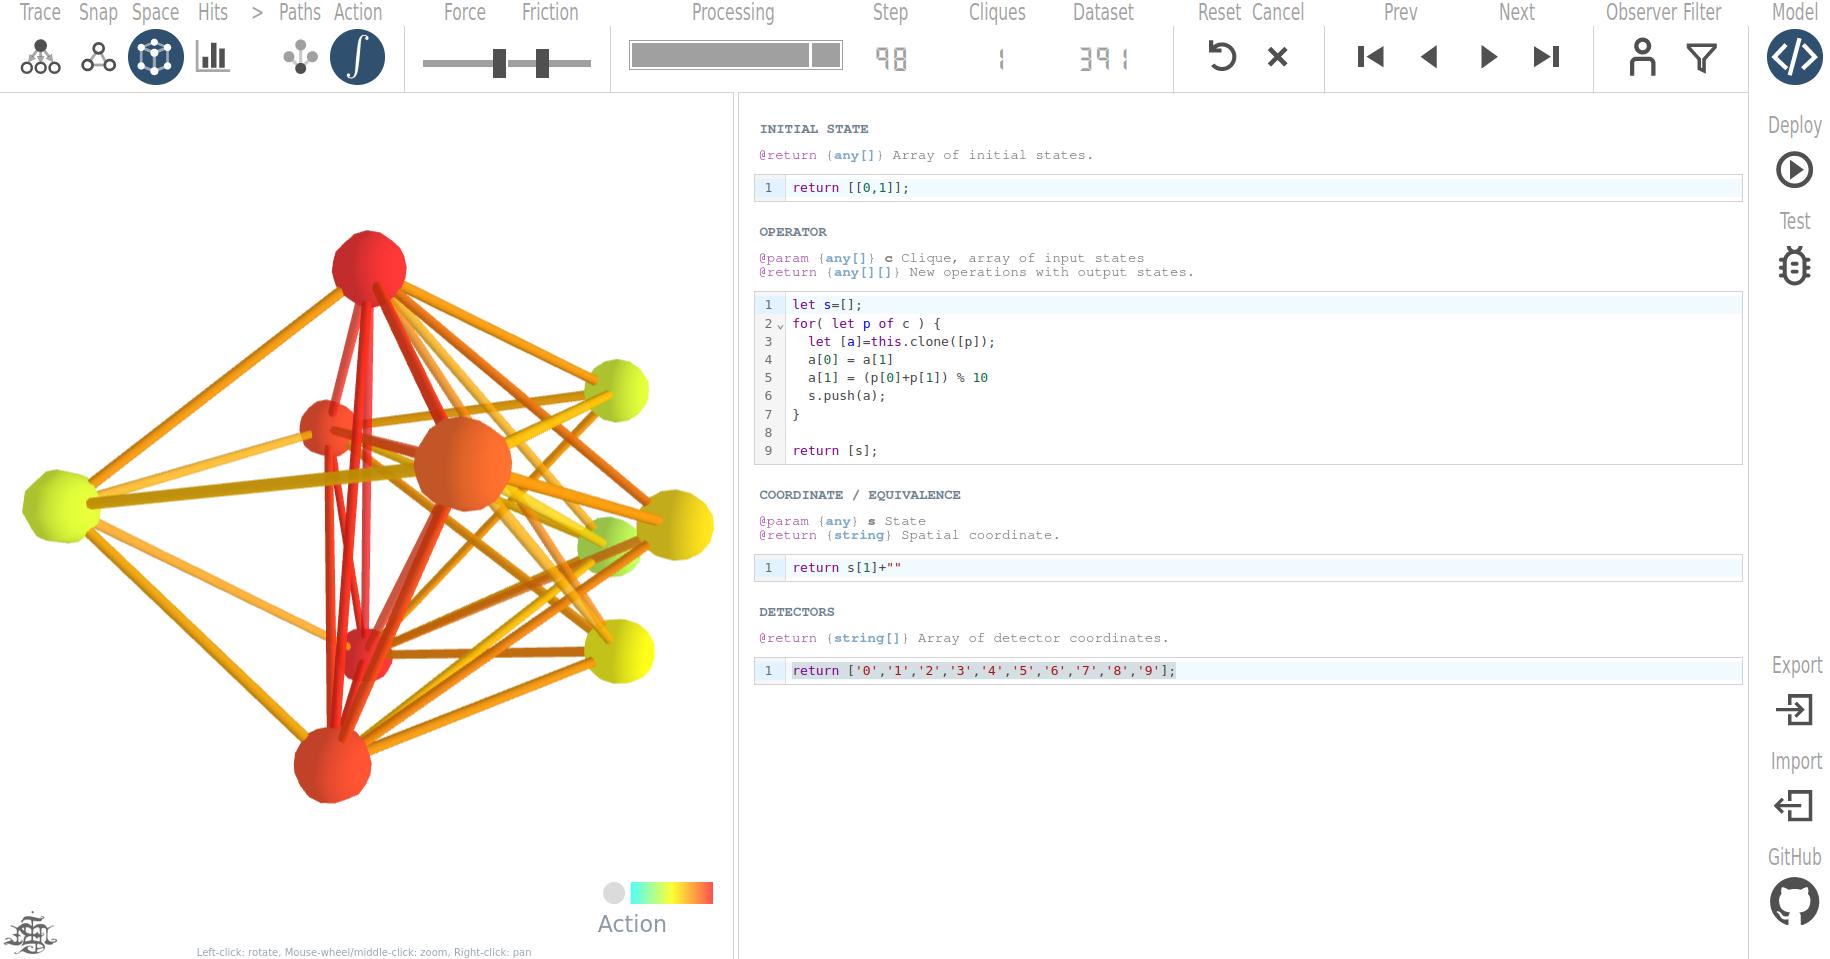 Trace Snap Space Hits > Paths Action Force Friction Processing Step Cliques Dataset Reset Cancel Prev Next Observer Filter Model
98 1 391
INITIAL STATE
@return {any[]} Array of initial states.
1 return [[0,1]];
OPERATOR
@param {any[]} c Clique, array of input states
@return {any[][]} New operations with output states.
1 let s=[];
2 for( let p of c ) {
3 let [a]=this.clone([p]);
4 a[0] = a[1]
5 a[1] = (p[0]+p[1]) % 10
6 s.push(a);
7 }
8
9 return [s];
COORDINATE / EQUIVALENCE
@param {any} s State
@return {string} Spatial coordinate.
1 return s[1]+""
DETECTORS
@return {string[]} Array of detector coordinates.
1 return ['0','1','2','3','4','5','6','7','8','9'];
Action
Left-click: rotate, Mouse-wheel/middle-click: zoom, Right-click: pan
Deploy
Test
Export
Import
GitHub